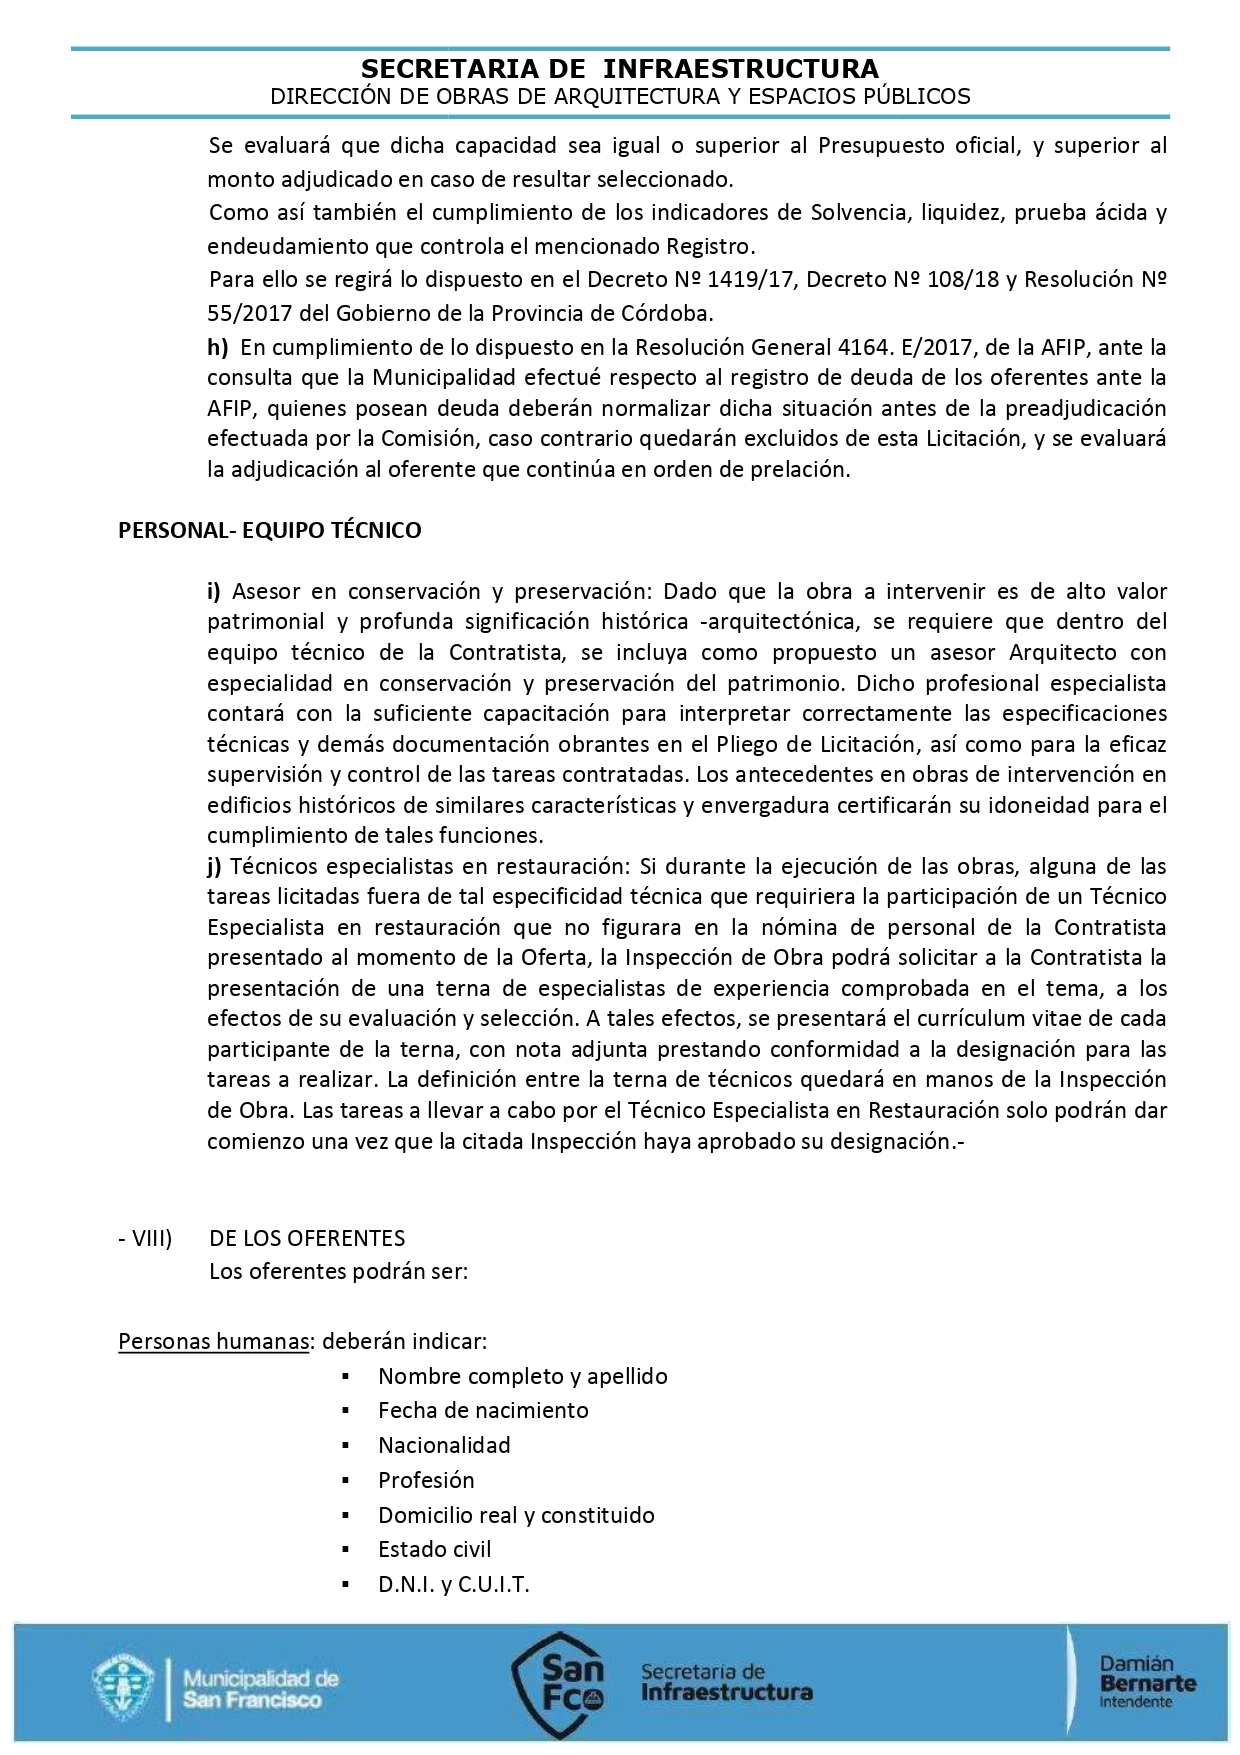 SECRETARIA DE INFRAESTRUCTURA
DIRECCIÓN DE OBRAS DE ARQUITECTURA Y ESPACIOS PÚBLICOS
Se evaluará que dicha capacidad sea igual o superior al Presupuesto oficial, y superior al
monto adjudicado en caso de resultar seleccionado.
Como así también el cumplimiento de los indicadores de Solvencia, liquidez, prueba ácida y
endeudamiento que controla el mencionado Registro.
Para ello se regirá lo dispuesto en el Decreto Nº 1419/17, Decreto Nº 108/18 y Resolución Nº
55/2017 del Gobierno de la Provincia de Córdoba.
h) En cumplimiento de lo dispuesto en la Resolución General 4164. E/2017, de la AFIP, ante la
consulta que la Municipalidad efectué respecto al registro de deuda de los oferentes ante la
AFIP, quienes posean deuda deberán normalizar dicha situación antes de la preadjudicación
efectuada por la Comisión, caso contrario quedarán excluidos de esta Licitación, y se evaluará
la adjudicación al oferente que continúa en orden de prelación.
PERSONAL- EQUIPO TÉCNICO
i) Asesor en conservación y preservación: Dado que la obra a intervenir es de alto valor
patrimonial y profunda significación histórica -arquitectónica, se requiere que dentro del
equipo técnico de la Contratista, se incluya como propuesto un asesor Arquitecto con
especialidad en conservación y preservación del patrimonio. Dicho profesional especialista
contará con la suficiente capacitación para interpretar correctamente las especificaciones
técnicas y demás documentación obrantes en el Pliego de Licitación, así como para la eficaz
supervisión y control de las tareas contratadas. Los antecedentes en obras de intervención en
edificios históricos de similares características y envergadura certificarán su idoneidad para el
cumplimiento de tales funciones.
j) Técnicos especialistas en restauración: Si durante la ejecución de las obras, alguna de las
tareas licitadas fuera de tal especificidad técnica que requiriera la participación de un Técnico
Especialista en restauración que no figurara en la nómina de personal de la Contratista
presentado al momento de la Oferta, la Inspección de Obra podrá solicitar a la Contratista la
presentación de una terna de especialistas de experiencia comprobada en el tema, a los
efectos de su evaluación y selección. A tales efectos, se presentará el currículum vitae de cada
participante de la terna, con nota adjunta prestando conformidad a la designación para las
tareas a realizar. La definición entre la terna de técnicos quedará en manos de la Inspección
de Obra. Las tareas a llevar a cabo por el Técnico Especialista en Restauración solo podrán dar
comienzo una vez que la citada Inspección haya aprobado su designación.-
- VIII) DE LOS OFERENTES
Los oferentes podrán ser:
Personas humanas: deberán indicar:
▪ Nombre completo y apellido
▪ Fecha de nacimiento
▪ Nacionalidad
▪ Profesión
▪ Domicilio real y constituido
▪ Estado civil
▪ D.N.I. y C.U.I.T.
Municipalidad de
San Francisco
San
Fco
Secretaría de
Infraestructura
Damián
Bernarte
Intendente